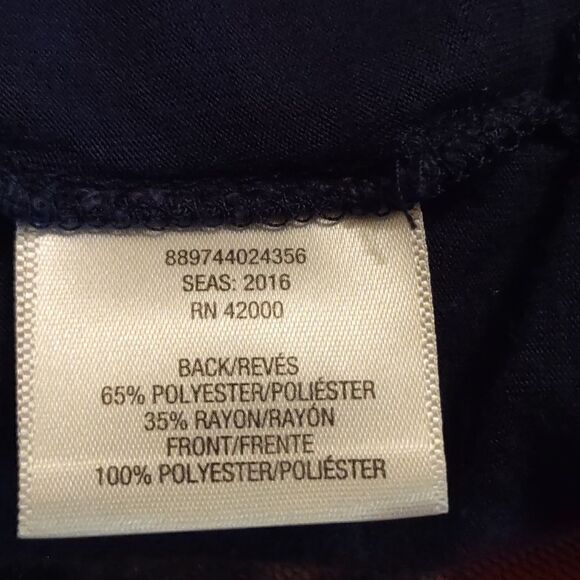 889744024356
SEAS: 2016
RN 42000
BACK/REVÉS
65% POLYESTER/POLIÉSTER
35% RAYON/RAYÓN
FRONT/FRENTE
100% POLYESTER/POLIÉSTER